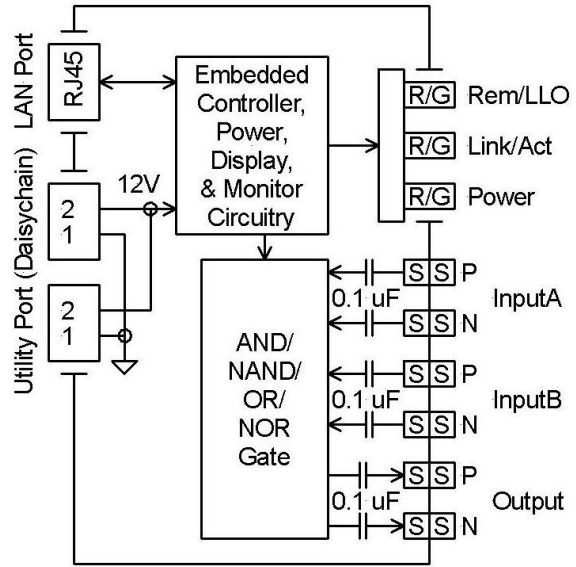 LAN Port
RJ45
Embedded
Controller,
Power,
Display,
& Monitor
Circuitry
R/G Rem/LLO
R/G Link/Act
R/G Power
Utility Port (Daisychain)
12V
2
1
2
1
AND/
NAND/
OR/
NOR
Gate
S S P
0.1 uF InputA
S S N
S S P
0.1 uF InputB
S S N
S S P
0.1 uF Output
S S N